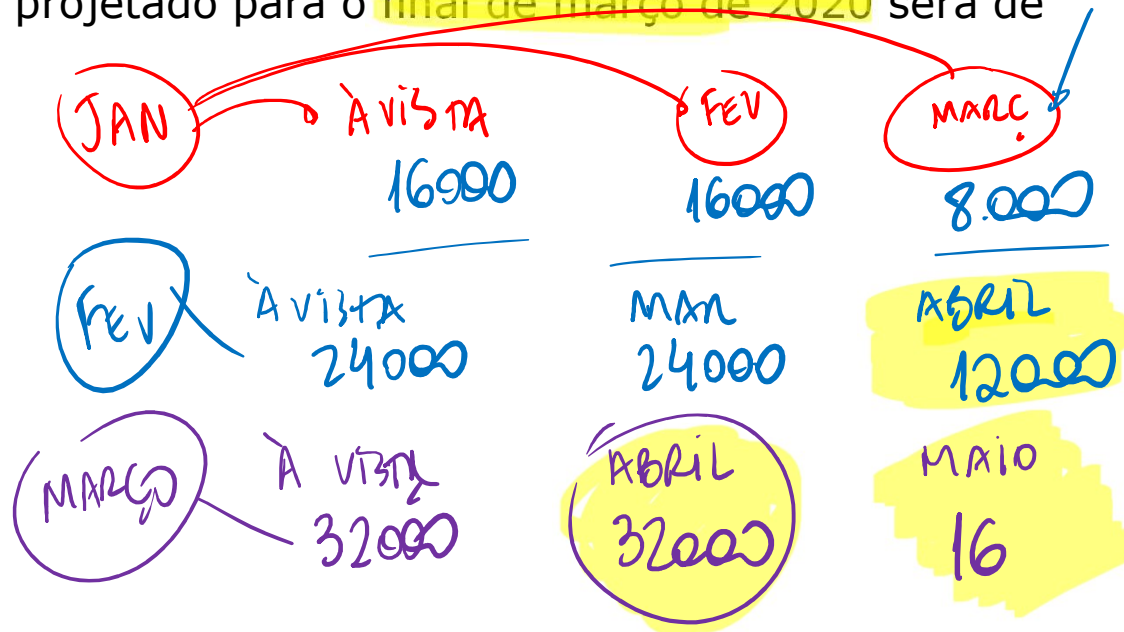 projetado para o final de março de 2020 será de
JAN À VISTA FEV MARÇ
16000 16000 8.000
FEV À VISTA MAR ABRIL
24000 24000 12000
MARÇO À VISTA ABRIL MAIO
32000 32000 16